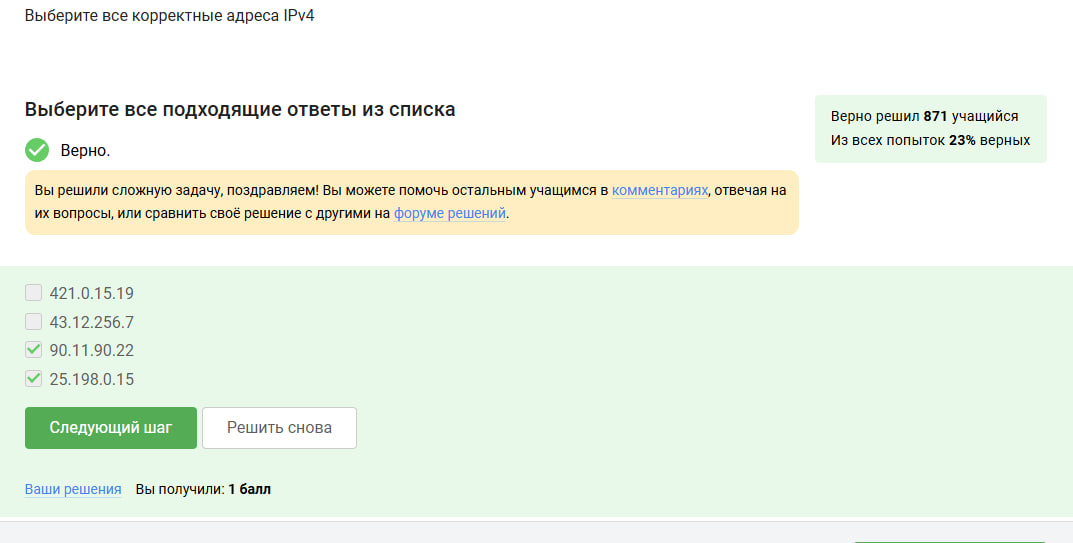 Выберите все корректные адреса IPv4
Выберите все подходящие ответы из списка
Верно решил 871 учащийся
Из всех попыток 23% верных
Верно.
Вы решили сложную задачу, поздравляем! Вы можете помочь остальным учащимся в комментариях, отвечая на
их вопросы, или сравнить своё решение с другими на форуме решений.
421.0.15.19
43.12.256.7
90.11.90.22
25.198.0.15
Следующий шаг
Решить снова
Ваши решения Вы получили: 1 балл